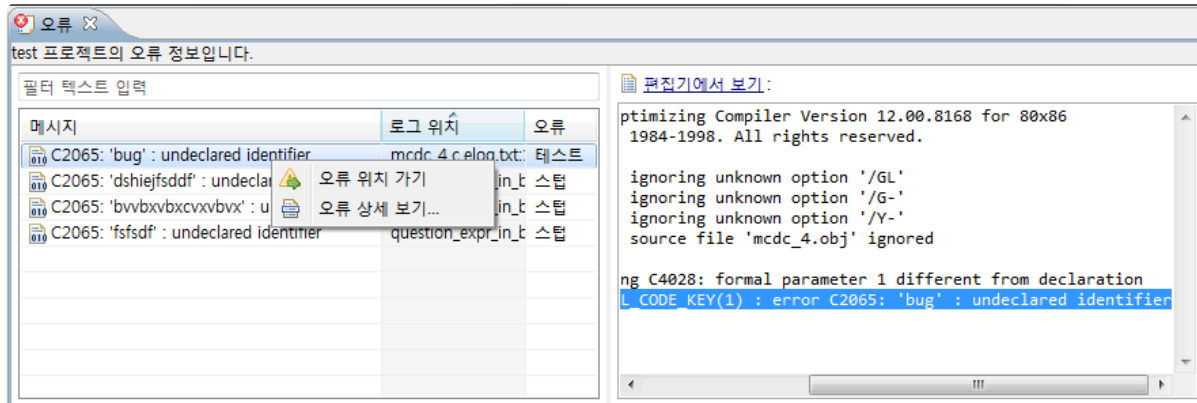 오류
test 프로젝트의 오류 정보입니다.
필터 텍스트 입력
메시지 로그 위치 오류
C2065: 'bug' : undeclared identifier mcdc_4.c.elog.txt: 테스트
C2065: 'dshiejfsddf' : undeclar in_b 스텁
C2065: 'bvvbxvbxcvxvbvx' : u in_b 스텁
C2065: 'fsfsdf' : undeclared identifier question_expr_in_b 스텁
오류 위치 가기
오류 상세 보기...
편집기에서 보기:
ptimizing Compiler Version 12.00.8168 for 80x86
1984-1998. All rights reserved.
ignoring unknown option '/GL'
ignoring unknown option '/G-'
ignoring unknown option '/Y-'
source file 'mcdc_4.obj' ignored
ng C4028: formal parameter 1 different from declaration
L_CODE_KEY(1) : error C2065: 'bug' : undeclared identifier